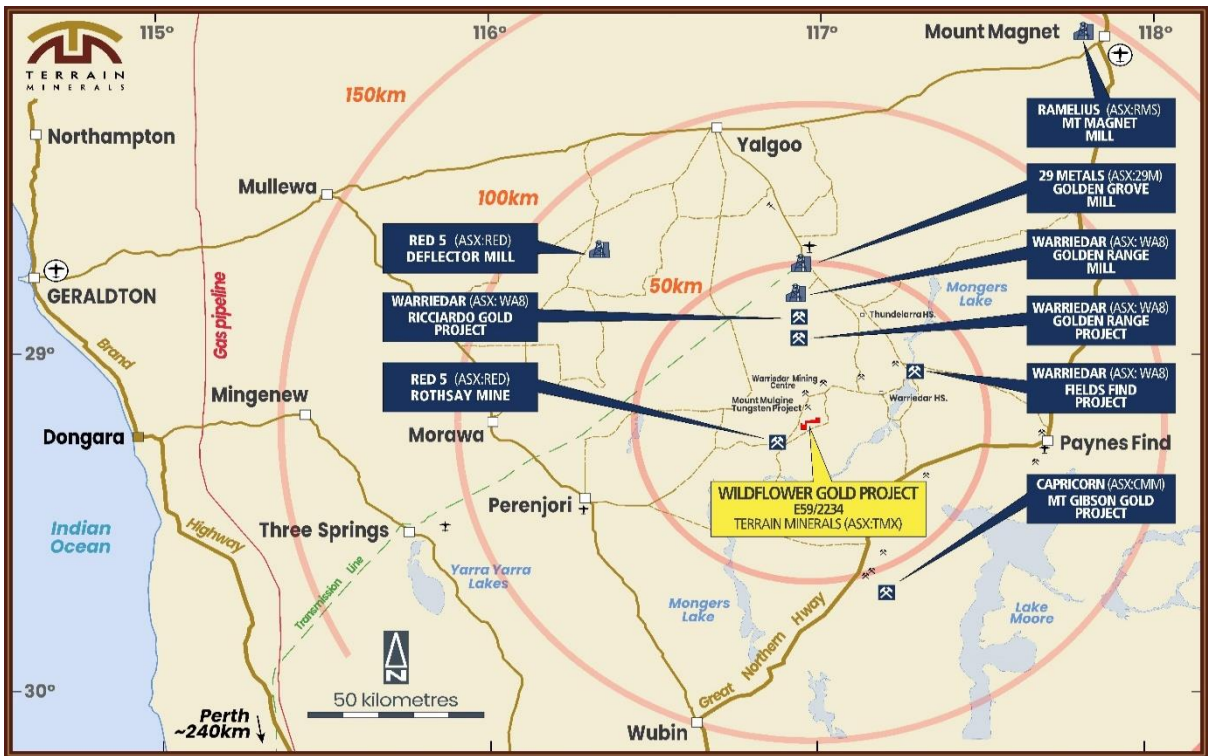 115°
116°
117°
118°
TERRAIN
MINERALS
Mount Magnet
150km
Northampton
RAMELIUS (ASX:RMS)
MT MAGNET
MILL
Yalgoo
Mullewa
100km
29 METALS (ASX:29M)
GOLDEN GROVE
MILL
RED 5 (ASX:RED)
DEFLECTOR MILL
WARRIEDAR (ASX: WA8)
GOLDEN RANGE
MILL
GERALDTON
Gas pipeline
50km
Mongers
Lake
WARRIEDAR (ASX: WA8)
RICCIARDO GOLD
PROJECT
Thundelarra HS.
WARRIEDAR (ASX: WA8)
GOLDEN RANGE
PROJECT
29°
Brand
RED 5 (ASX:RED)
ROTHSAY MINE
Warriedar Mining
Centre
WARRIEDAR (ASX: WA8)
FIELDS FIND
PROJECT
Mingenew
Mount Mulgine
Tungsten Project
Warriedar HS.
Dongara
Morawa
Paynes Find
WILDFLOWER GOLD PROJECT
E59/2234
TERRAIN MINERALS (ASX:TMX)
CAPRICORN (ASX:CMM)
MT GIBSON GOLD
PROJECT
Perenjori
Indian
Ocean
Highway
Three Springs
Yarra Yarra
Lakes
Transmission Line
Mongers
Lake
Lake
Moore
Great Northern Hway
N
30°
50 kilometres
Perth
~240km
Wubin